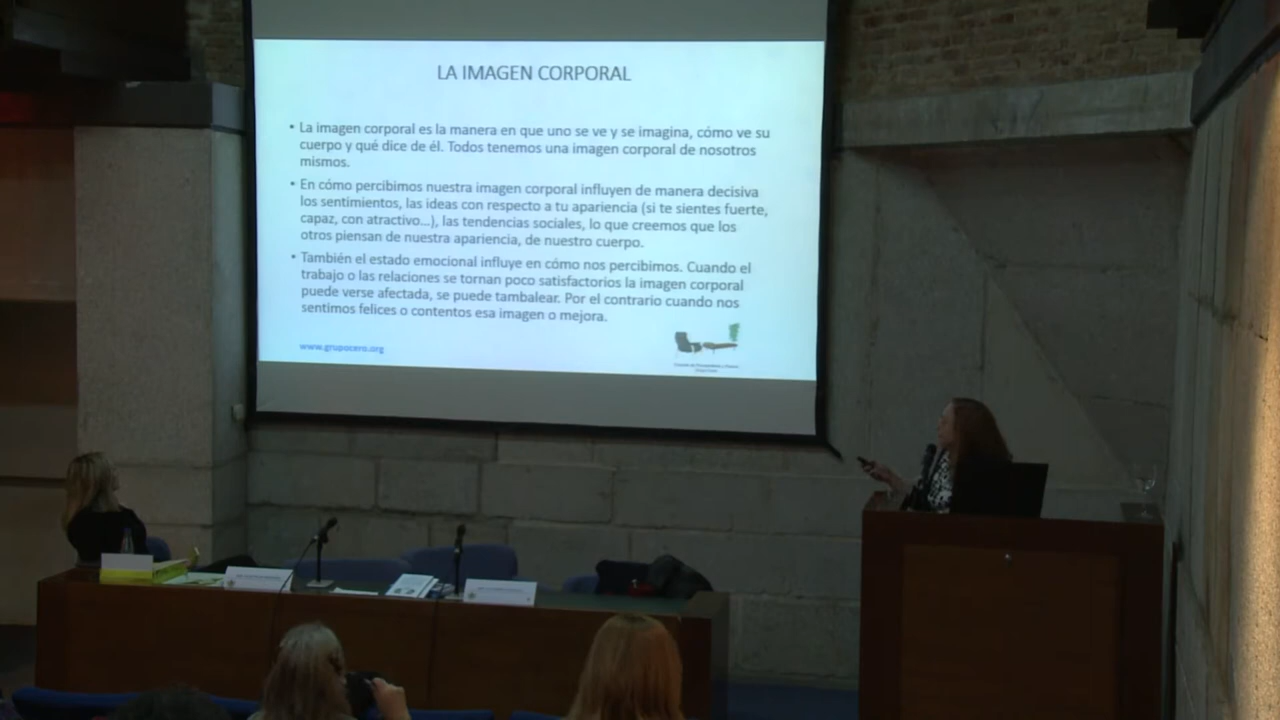 LA IMAGEN CORPORAL
• La imagen corporal es la manera en que uno se ve y se imagina, cómo ve su
cuerpo y qué dice de él. Todos tenemos una imagen corporal de nosotros
mismos.
• En cómo percibimos nuestra imagen corporal influyen de manera decisiva
los sentimientos, las ideas con respecto a tu apariencia (si te sientes fuerte,
capaz, con atractivo...), las tendencias sociales, lo que creemos que los
otros piensan de nuestra apariencia, de nuestro cuerpo.
• También el estado emocional influye en cómo nos percibimos. Cuando el
trabajo o las relaciones se tornan poco satisfactorios la imagen corporal
puede verse afectada, se puede tambalear. Por el contrario cuando nos
sentimos felices o contentos esa imagen o mejora.
www.grupocero.org